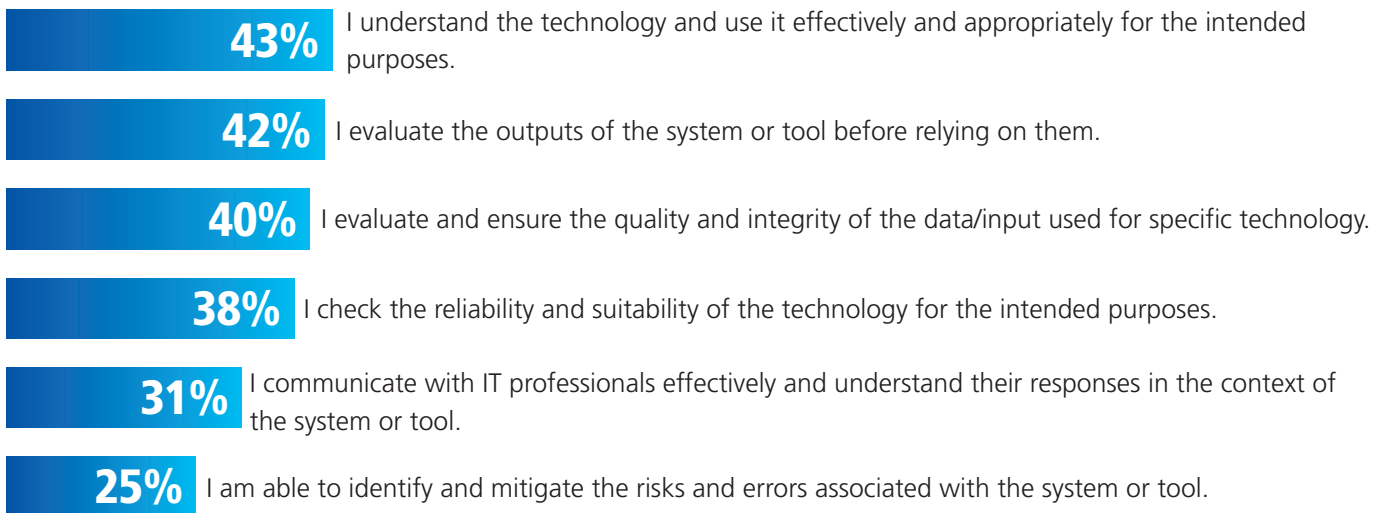 43% I understand the technology and use it effectively and appropriately for the intended
purposes.
42% I evaluate the outputs of the system or tool before relying on them.
40% I evaluate and ensure the quality and integrity of the data/input used for specific technology.
38% I check the reliability and suitability of the technology for the intended purposes.
31% I communicate with IT professionals effectively and understand their responses in the context of
the system or tool.
25% I am able to identify and mitigate the risks and errors associated with the system or tool.